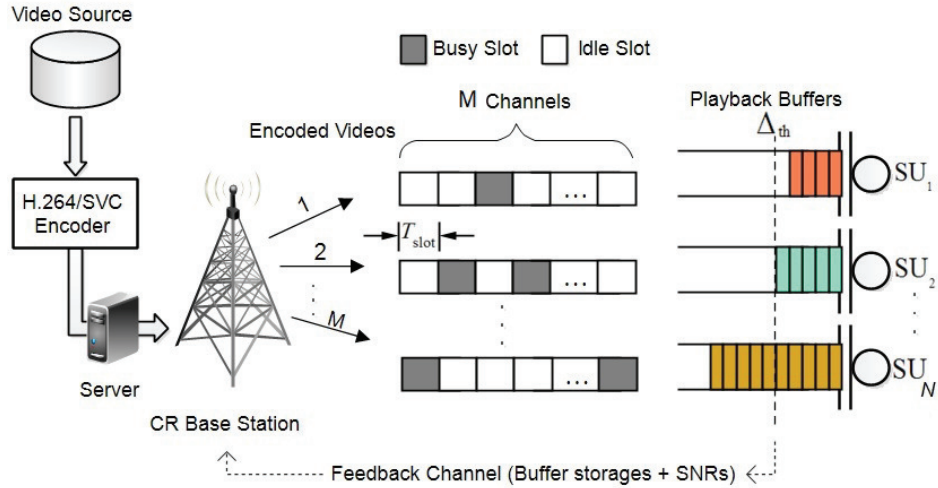 Video Source
Busy Slot
Idle Slot
M Channels
Playback Buffers
Δth
Encoded Videos
H.264/SVC
Encoder
1
...
SU1
Tslot
2
...
SU2
M
...
SUN
Server
CR Base Station
Feedback Channel (Buffer storages + SNRs)